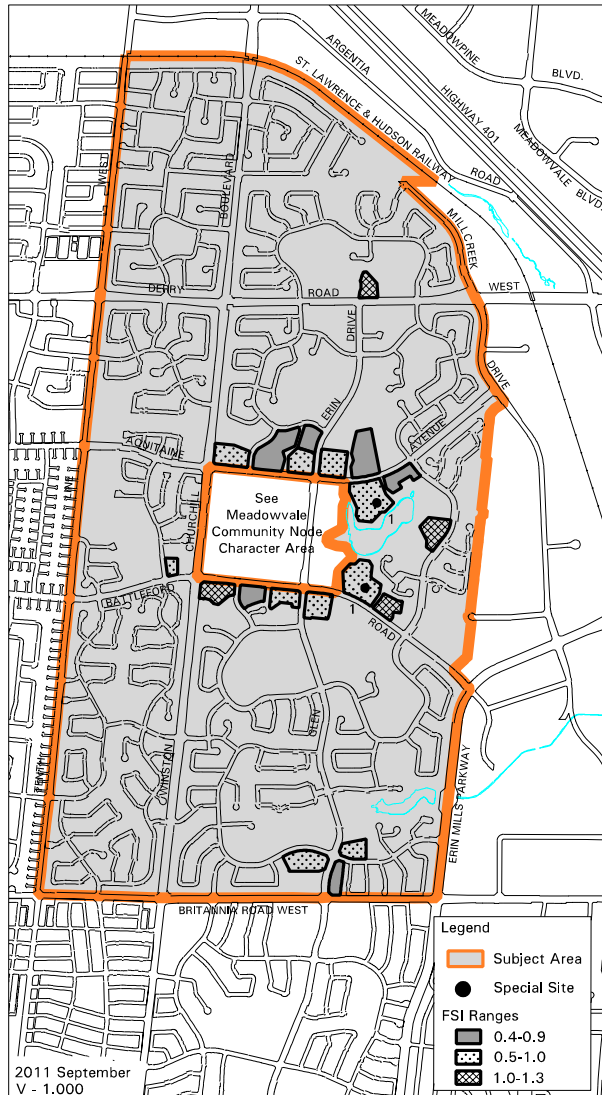 MEADOWPINE
BLVD.
ARGENTIA
HIGHWAY 401
MEADOWVALE
BLVD.
ST. LAWRENCE & HUDSON RAILWAY
ROAD
WEST
BOULEVARD
MILLCREEK
DERRY
ROAD
WEST
DRIVE
DRIVE
ERIN
AVENUE
AQUITAINE
See
Meadowvale
Community Node
Character Area
1
CHURCHILL
LINE
BATTLEFORD
1
ROAD
GLEN
WINSTON
TENTH
ERIN MILLS PARKWAY
BRITANNIA ROAD WEST
Legend
Subject Area
Special Site
FSI Ranges
0.4-0.9
0.5-1.0
1.0-1.3
2011 September
V - 1.000